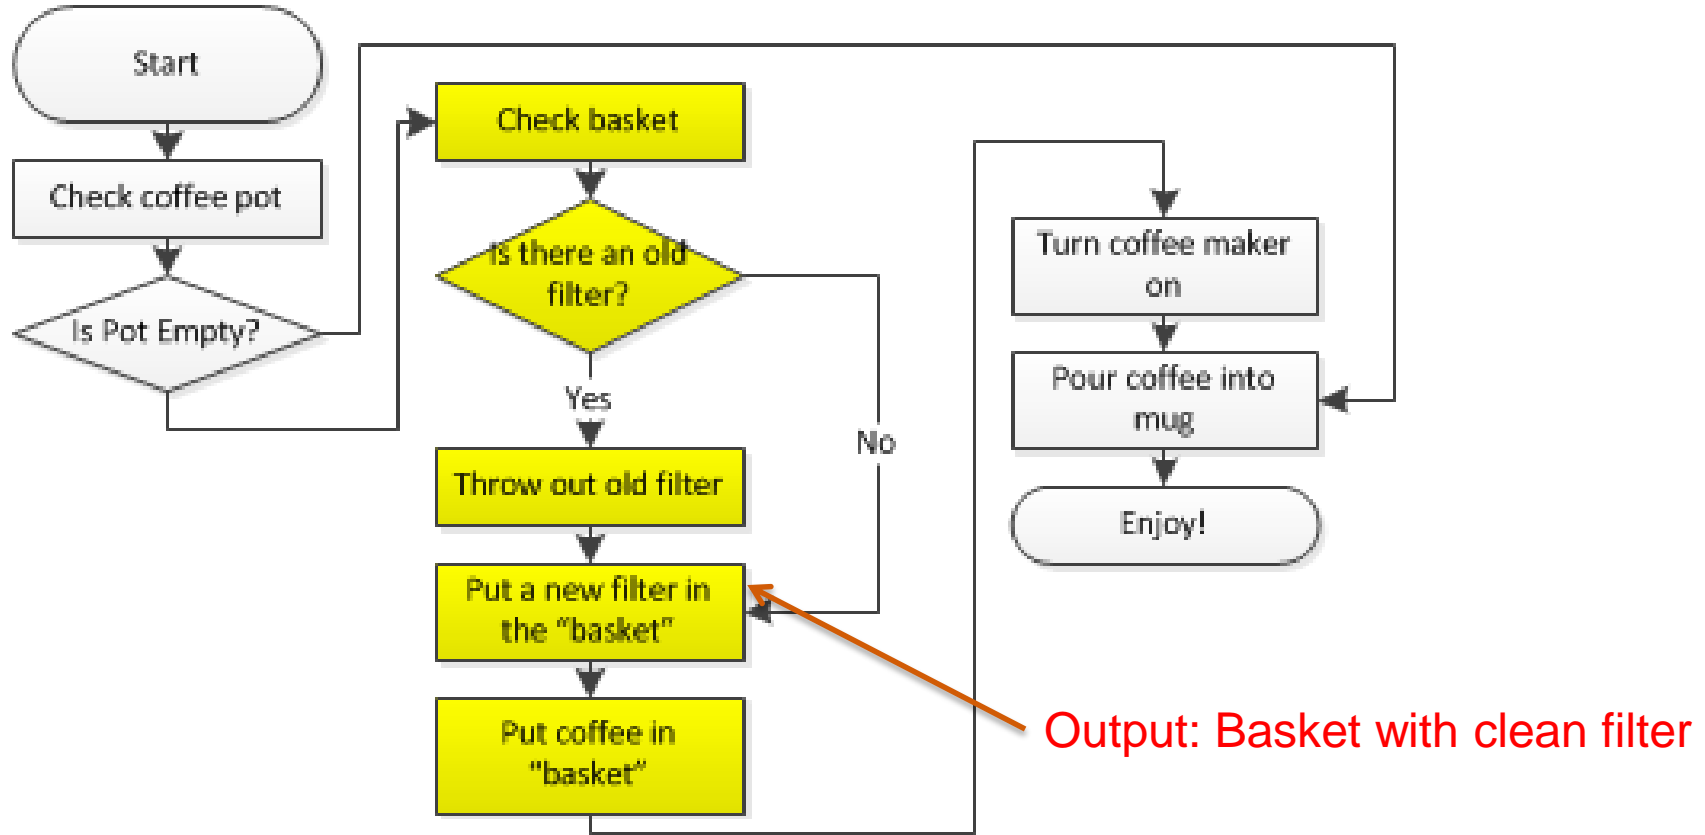 Start
Check coffee pot
Is Pot Empty?
Check basket
Is there an old
filter?
Yes
No
Throw out old filter
Put a new filter in
the “basket”
Put coffee in
"basket”
Turn coffee maker
on
Pour coffee into
mug
Enjoy!
Output: Basket with clean filter